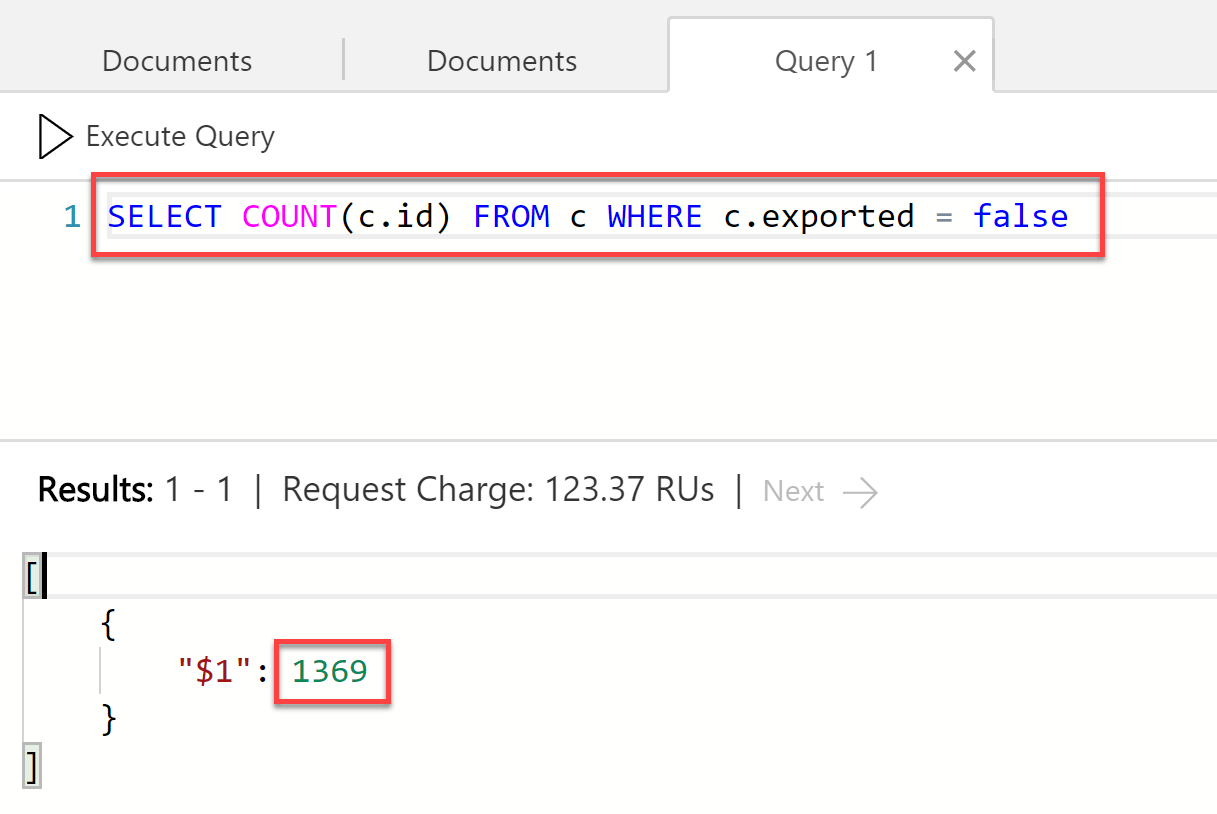 Documents | Documents Query 1 ×
Execute Query
1 SELECT COUNT(c.id) FROM c WHERE c.exported = false
Results: 1 - 1 | Request Charge: 123.37 RUs | Next →
[
{
"$1": 1369
}
]